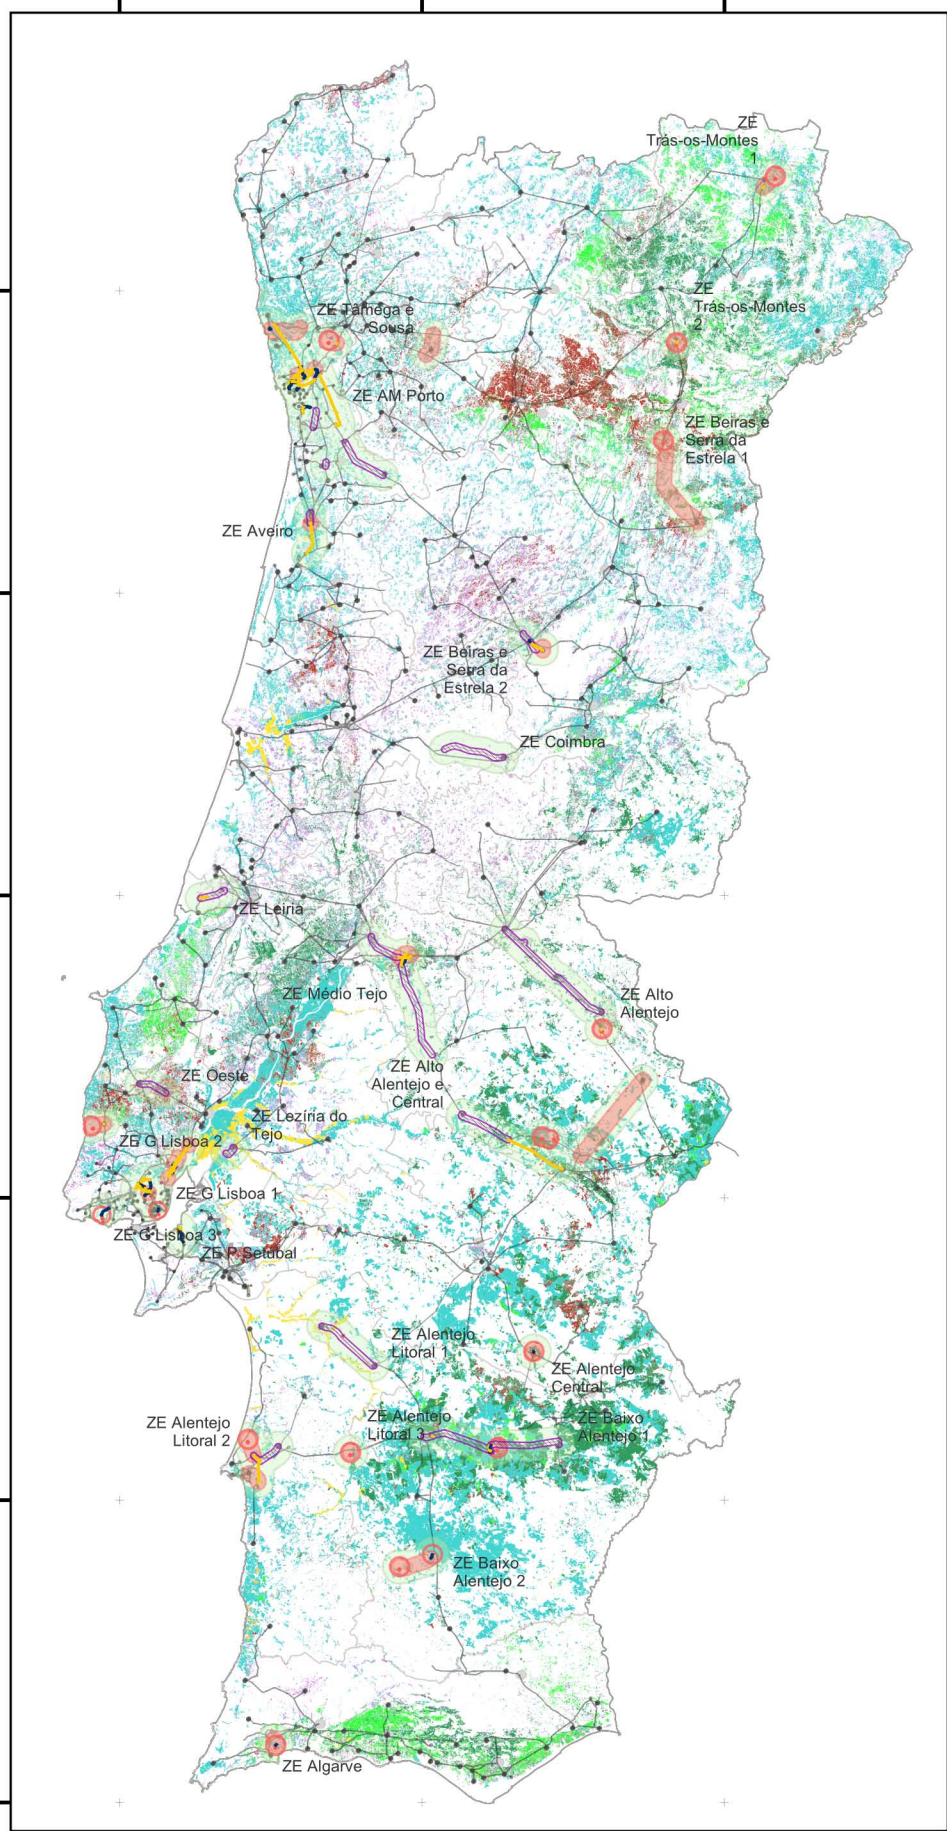 ZE
Trás-os-Montes
1
ZE
Trás-os-Montes
2
ZE Tâmega e
Sousa
ZE AM Porto
ZE Beiras e
Serra da
Estrela 1
ZE Aveiro
ZE Beiras e
Serra da
Estrela 2
ZE Coimbra
ZE Leiria
ZE Médio Tejo
ZE Alto
Alentejo
ZE Alto
Alentejo e
Central
ZE Oeste
ZE Lezíria do
Tejo
ZE G Lisboa 2
ZE G Lisboa 1
ZE G Lisboa 3
ZE P Setúbal
ZE Alentejo
Litoral 1
ZE Alentejo
Central
ZE Alentejo
Litoral 2
ZE Alentejo
Litoral 3
ZE Baixo
Alentejo 1
ZE Baixo
Alentejo 2
ZE Algarve